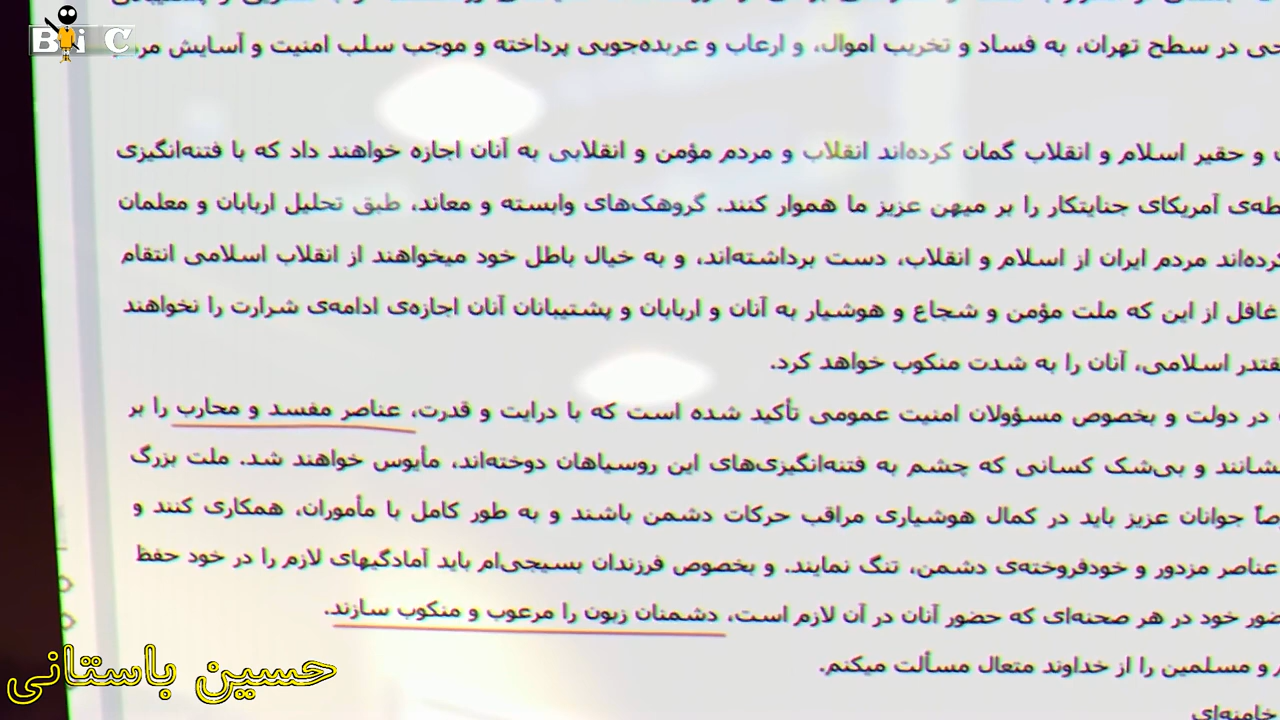 BiC
حی در سطح تهران، به فساد و تخریب اموال، و ارعاب و عربده‌جویی پرداخته و موجب سلب امنیت و آسایش
و حقیر اسلام و انقلاب گمان کرده‌اند انقلاب و مردم مؤمن و انقلابی به آنان اجازه خواهند داد که با فتنه‌انگیزی
طه‌ی آمریکای جنایتکار را بر میهن عزیز ما هموار کنند. گروهک‌های وابسته و معاند، طبق تحلیل اربابان و معلمان
کرده‌اند مردم ایران از اسلام و انقلاب، دست برداشته‌اند، و به خیال باطل خود میخواهند از انقلاب اسلامی انتقام
غافل از این که ملت مؤمن و شجاع و هوشیار به آنان و اربابان و پشتیبانان آنان اجازه‌ی ادامه‌ی شرارت را نخواهند
قتدر اسلامی، آنان را به شدت منکوب خواهد کرد.
در دولت و بخصوص مسؤولان امنیت عمومی تأکید شده است که با درایت و قدرت، عناصر مفسد و محارب را بر
بنشانند و بی‌شک کسانی که چشم به فتنه‌انگیزی‌های این روسیاهان دوخته‌اند، مأیوس خواهند شد. ملت بزرگ
وصاً جوانان عزیز باید در کمال هوشیاری مراقب حرکات دشمن باشند و به طور کامل با مأموران، همکاری کنند و
عناصر مزدور و خودفروخته‌ی دشمن، تنگ نمایند. و بخصوص فرزندان بسیجی‌ام باید آمادگیهای لازم را در خود حفظ
ضور خود در هر صحنه‌ای که حضور آنان در آن لازم است، دشمنان زبون را مرعوب و منکوب سازند.
و مسلمین را از خداوند متعال مسألت میکنم.
خامنه‌ای
حسین باستانی